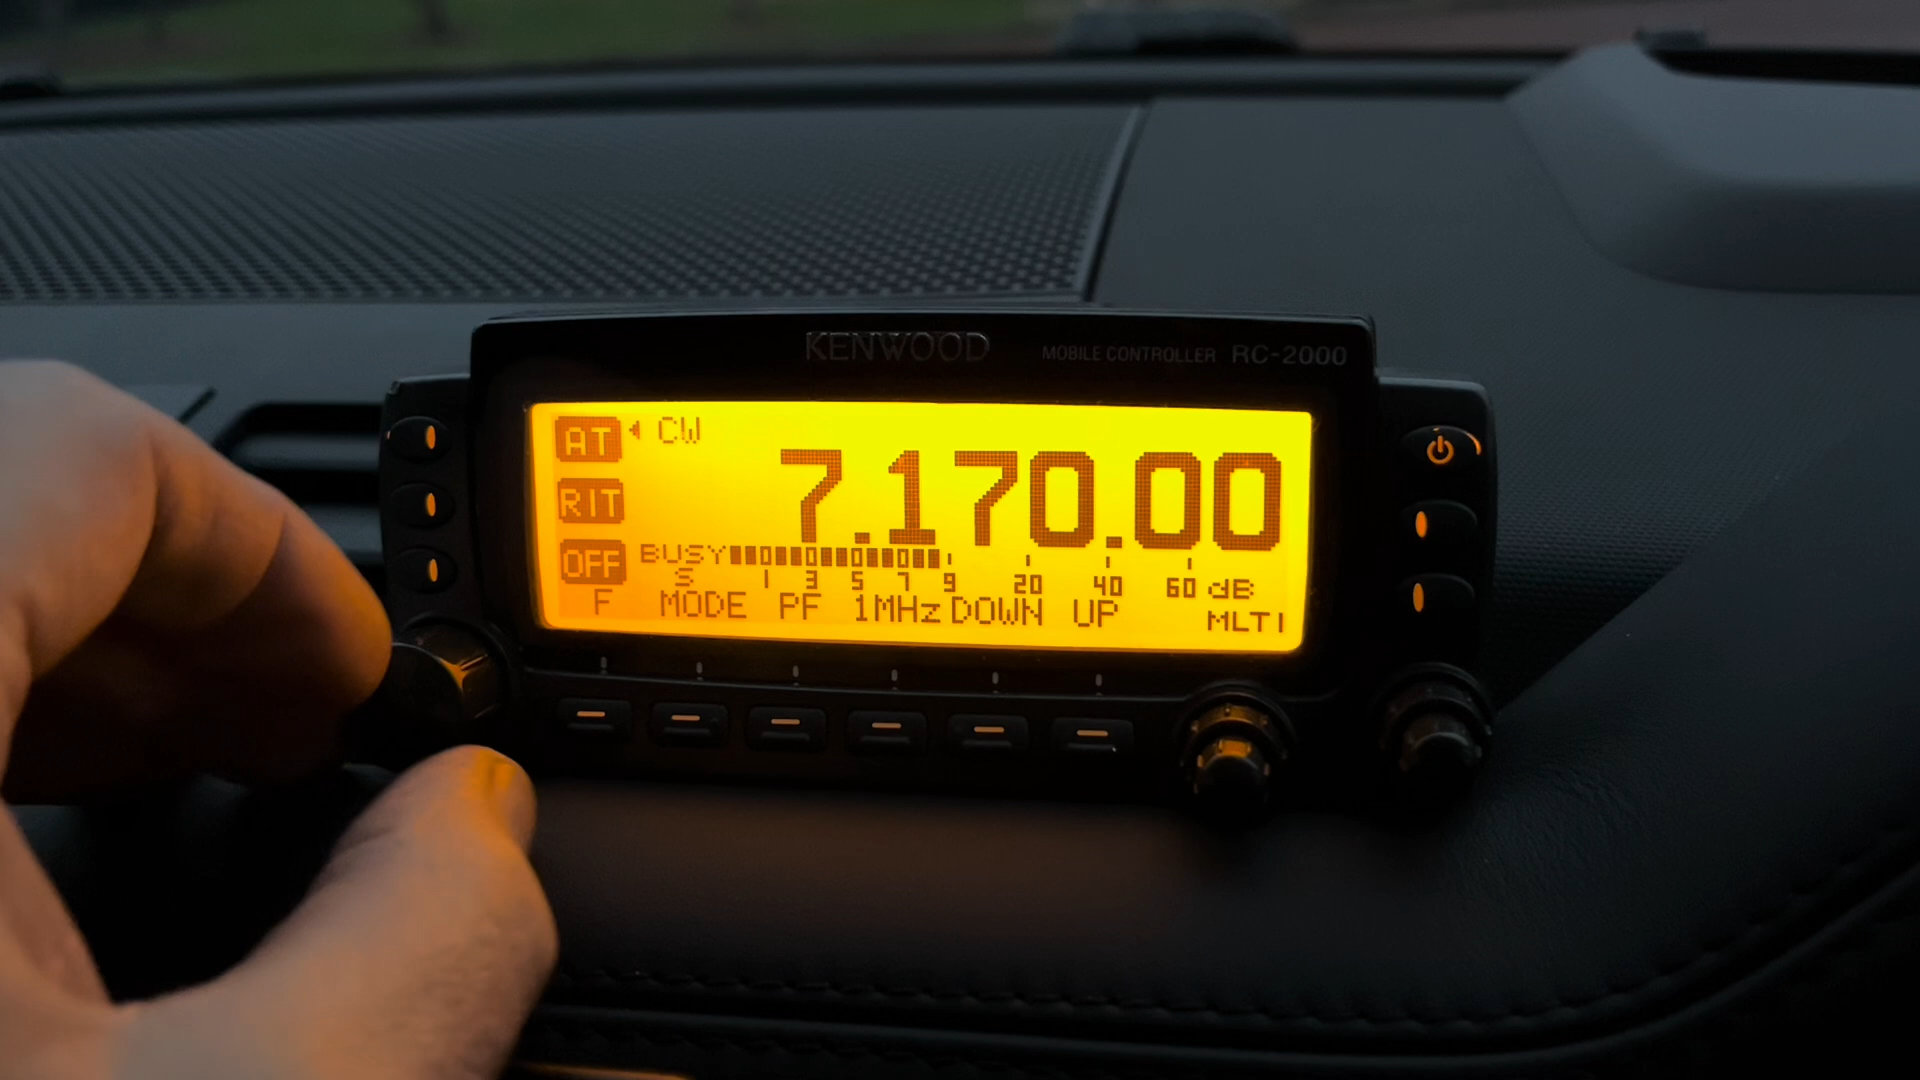 KENWOOD MOBILE CONTROLLER RC-2000
AT CW
7.170.00
RIT
OFF BUSY
S 1 3 5 7 9 20 40 60 dB
F MODE PF 1MHz DOWN UP MLTI